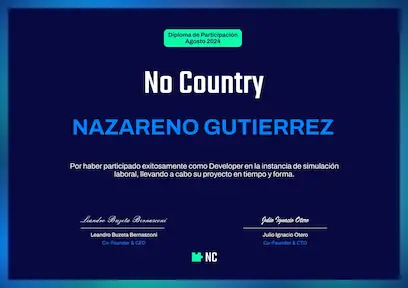 Diploma de Participación
Agosto 2024
No Country
NAZARENO GUTIERREZ
Por haber participado exitosamente como Developer en la instancia de simulación
laboral, llevando a cabo su proyecto en tiempo y forma.
Leandro Buzeta Bernaszoni
Julio Ignacio Otero
Leandro Buzeta Bernaszoni
Julio Ignacio Otero
Co-Founder & CEO
Co-Founder & CTO
NC